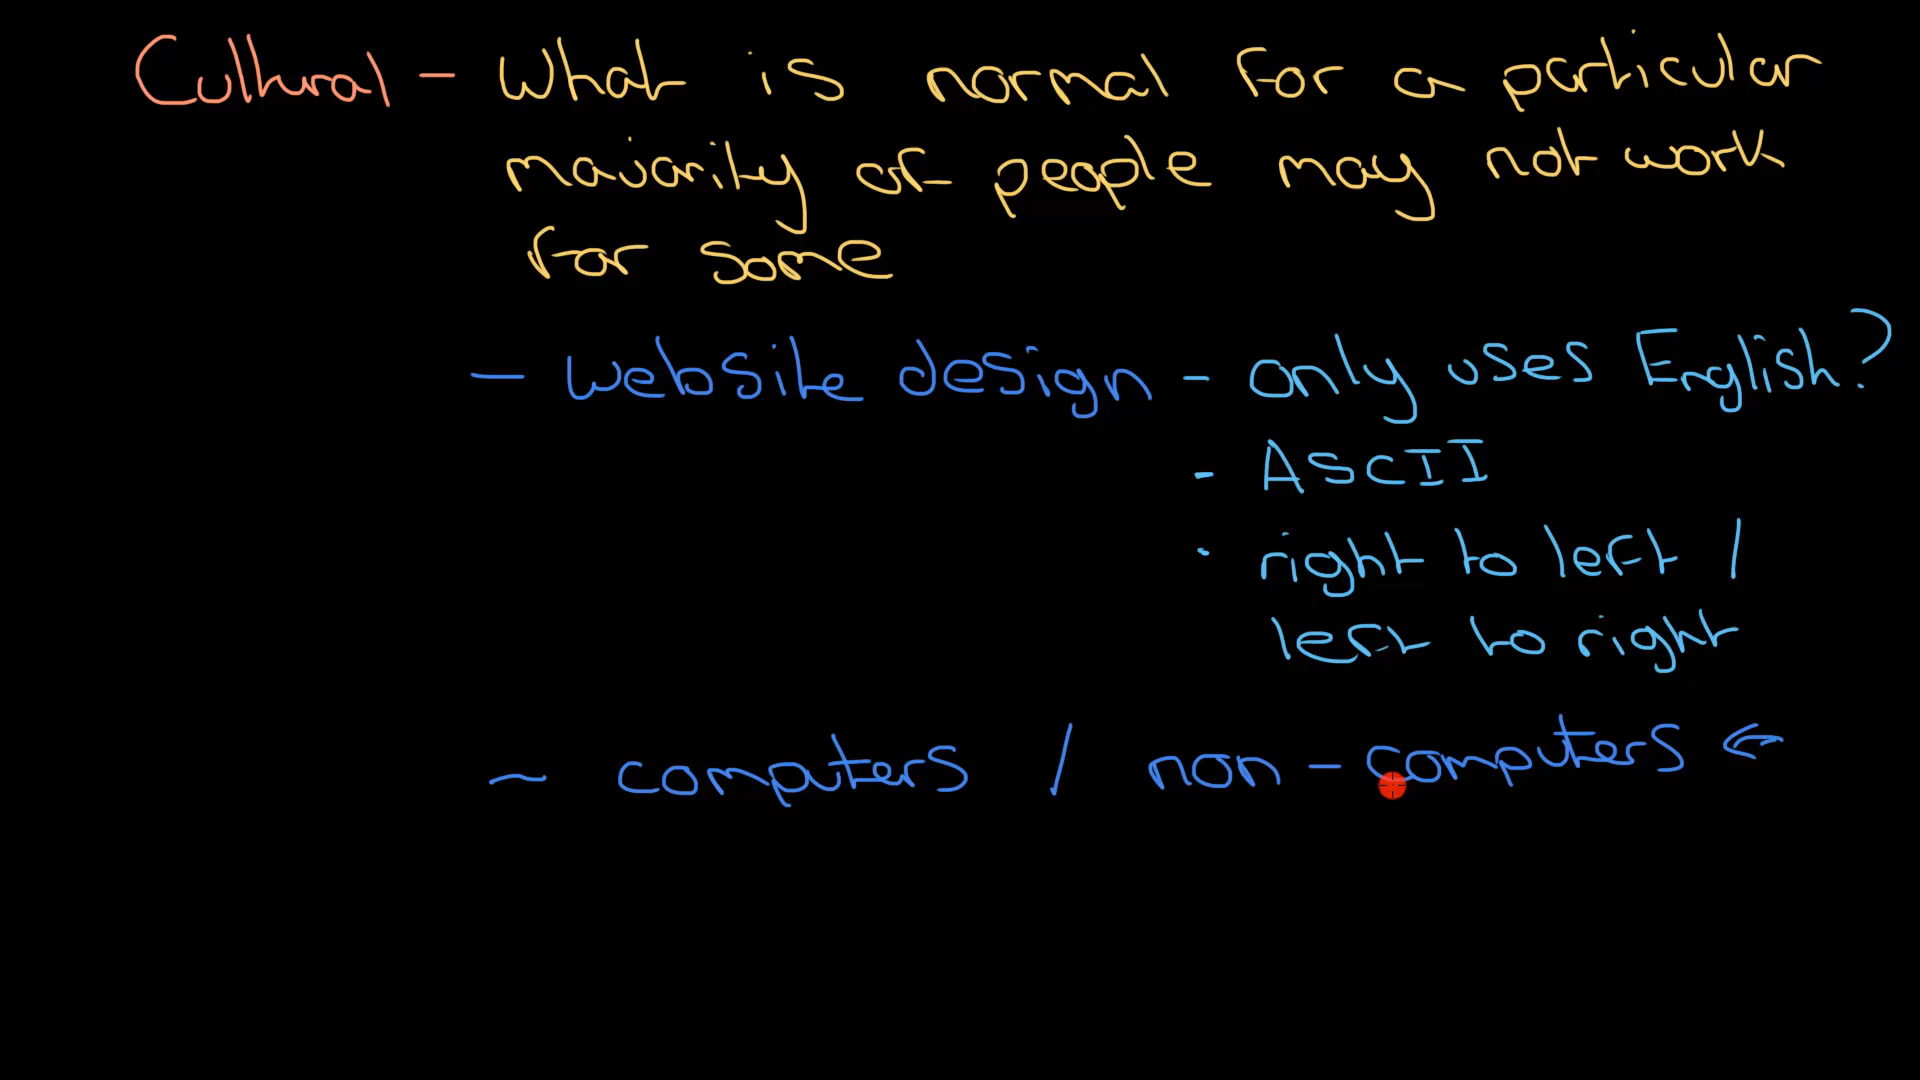 Cultural - What is normal for a particular
majority of people may not work
for some
- website design - only uses English?
- ASCII
- right to left /
left to right
- computers / non-computers ←